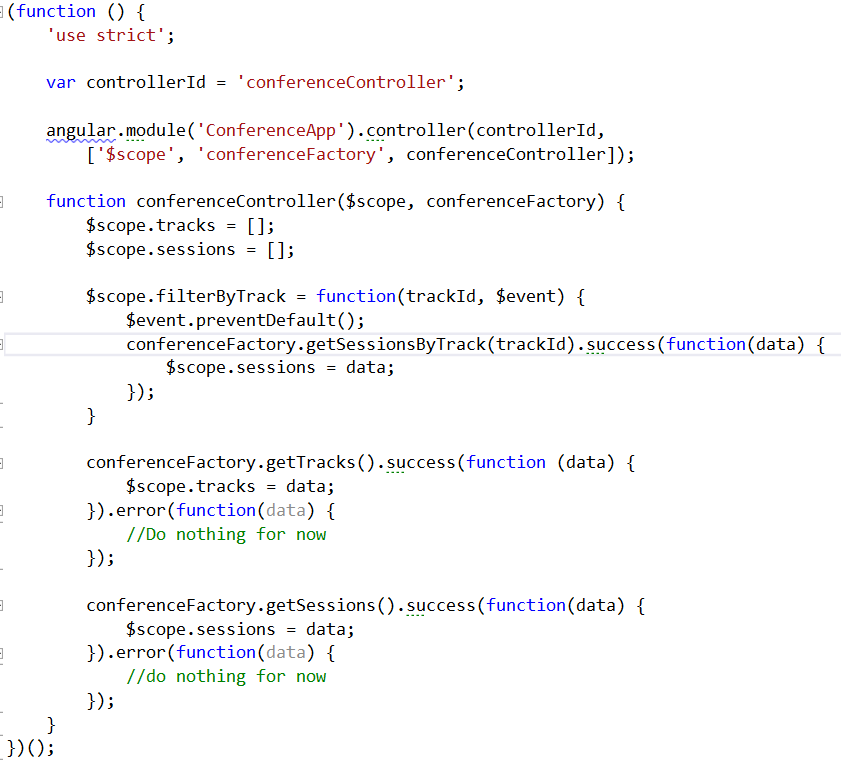 (function () {
    'use strict';

    var controllerId = 'conferenceController';

    angular.module('ConferenceApp').controller(controllerId,
        ['$scope', 'conferenceFactory', conferenceController]);

    function conferenceController($scope, conferenceFactory) {
        $scope.tracks = [];
        $scope.sessions = [];

        $scope.filterByTrack = function(trackId, $event) {
            $event.preventDefault();
            conferenceFactory.getSessionsByTrack(trackId).success(function(data) {
                $scope.sessions = data;
            });
        }

        conferenceFactory.getTracks().success(function (data) {
            $scope.tracks = data;
        }).error(function(data) {
            //Do nothing for now
        });

        conferenceFactory.getSessions().success(function(data) {
            $scope.sessions = data;
        }).error(function(data) {
            //do nothing for now
        });
    }
})();